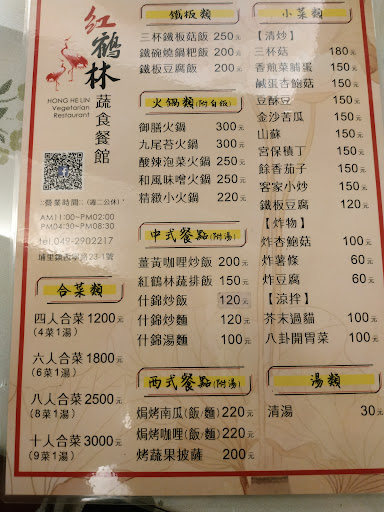 紅鶴林
HONG HE LIN
Vegetarian
Restaurant
蔬食餐館
:營業時間: (週二公休)
AM11:00~PM02:00
PM04:30~PM08:30
tel 049-2902217
合菜類
四人合菜 1200元
(4菜1湯)
六人合菜 1800元
(6菜1湯)
八人合菜 2500元
(8菜1湯)
十人合菜 3000元
(9菜1湯)
鐵板類
三杯鐵板菇飯 250元
鐵碗燒鍋粑飯 200元
鐵板豆腐飯 200元
火鍋類(附白飯)
御膳火鍋 300元
九尾苔火鍋 300元
酸辣泡菜火鍋 250元
和風味噌火鍋 250元
精緻小火鍋 220元
中式餐點(附湯)
薑黃咖哩炒飯 200元
紅鶴林蔬排飯 150元
什錦炒飯 120元
什錦炒麵 120元
什錦湯麵 100元
西式餐點(附湯)
焗烤南瓜(飯/麵) 220元
焗烤咖哩(飯/麵) 220元
烤蔬果披薩 200元
小菜類
[清炒]
三杯菇 180元
香煎菜脯蛋 150元
鹹蛋杏鮑菇 150元
豆酥豆 150元
金沙苦瓜 150元
山蘇 150元
宮保積丁 150元
餘香茄子 150元
客家小炒 150元
鐵板豆腐 120元
[炸物]
炸杏鮑菇 100元
炸薯條 60元
炸豆腐 60元
[涼拌]
芥末過貓 100元
八卦開胃菜 100元
湯類
清湯 30元